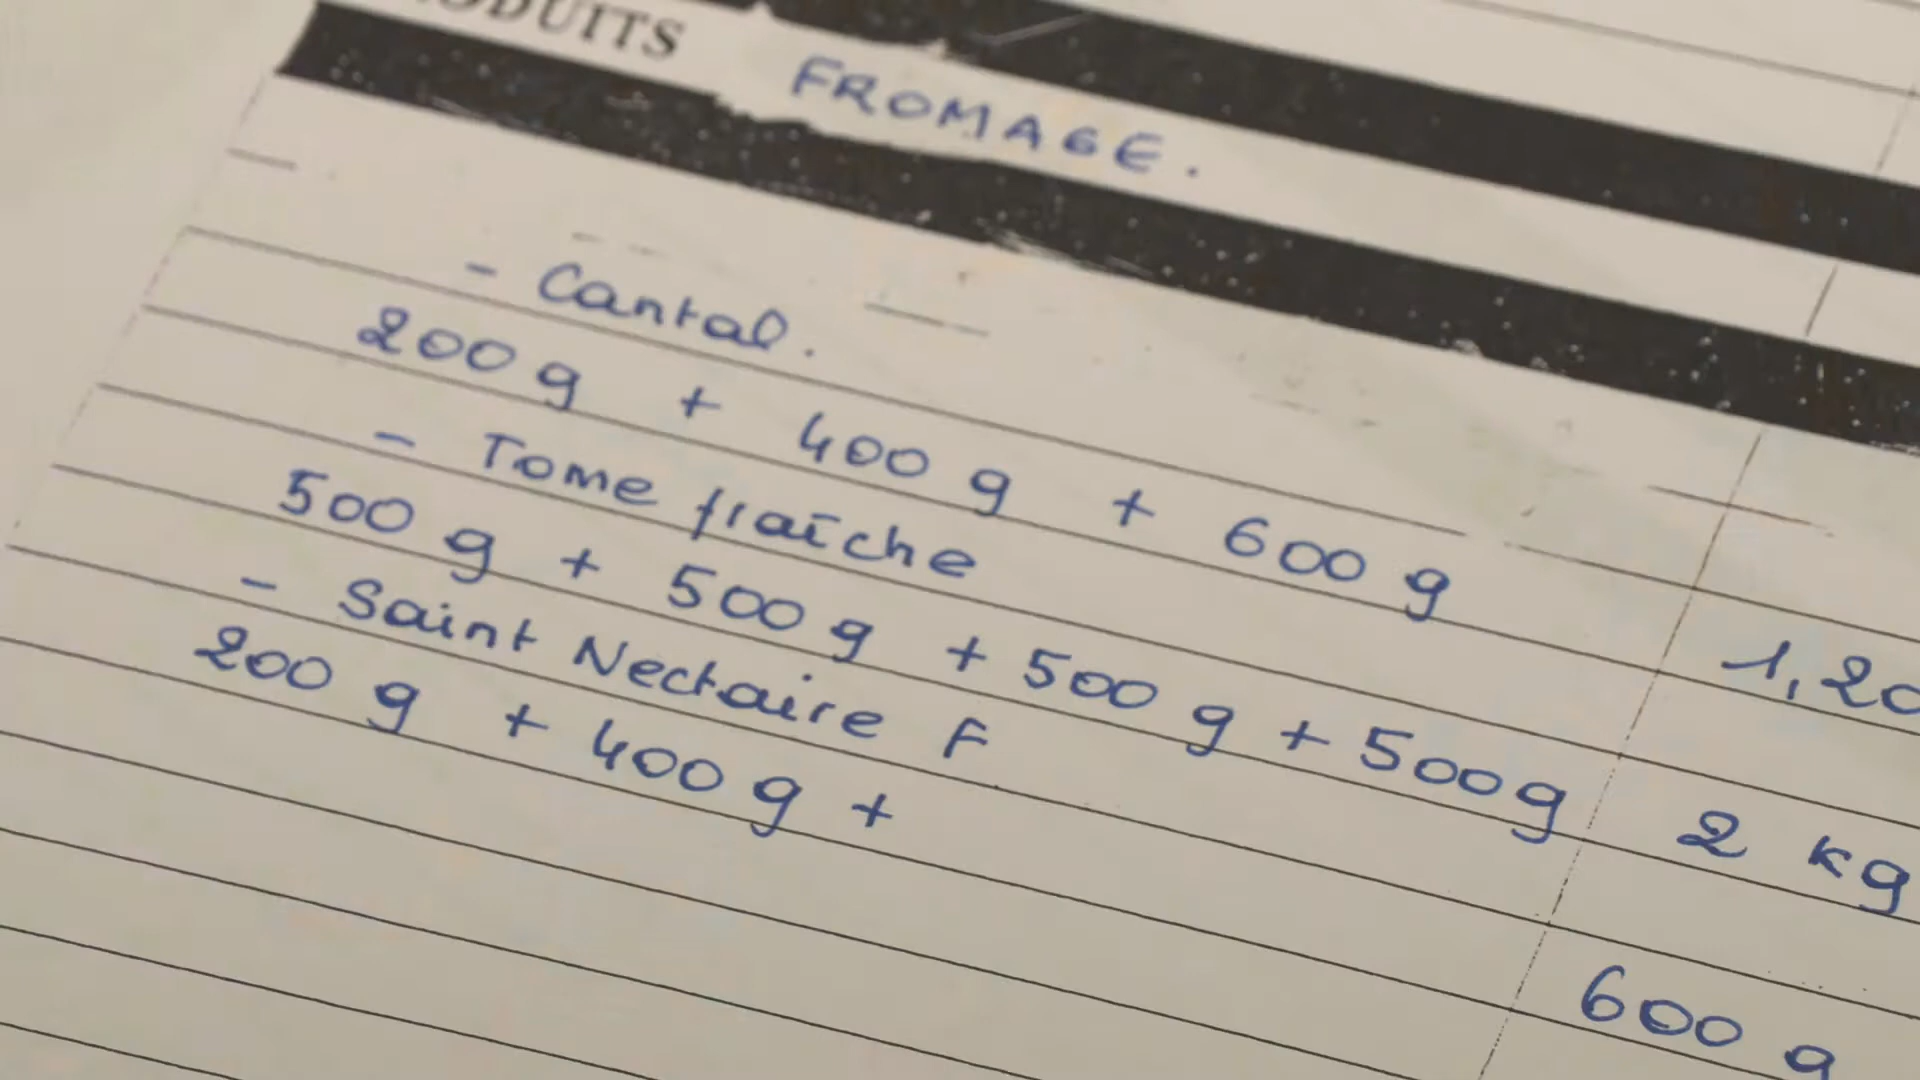 FROMAGE.
- Cantal.
200 g + 400 g + 600 g
1,20
- Tome fraîche
500 g + 500 g + 500 g + 500 g
2 kg
- Saint Nectaire F
200 g + 400 g +
600 g